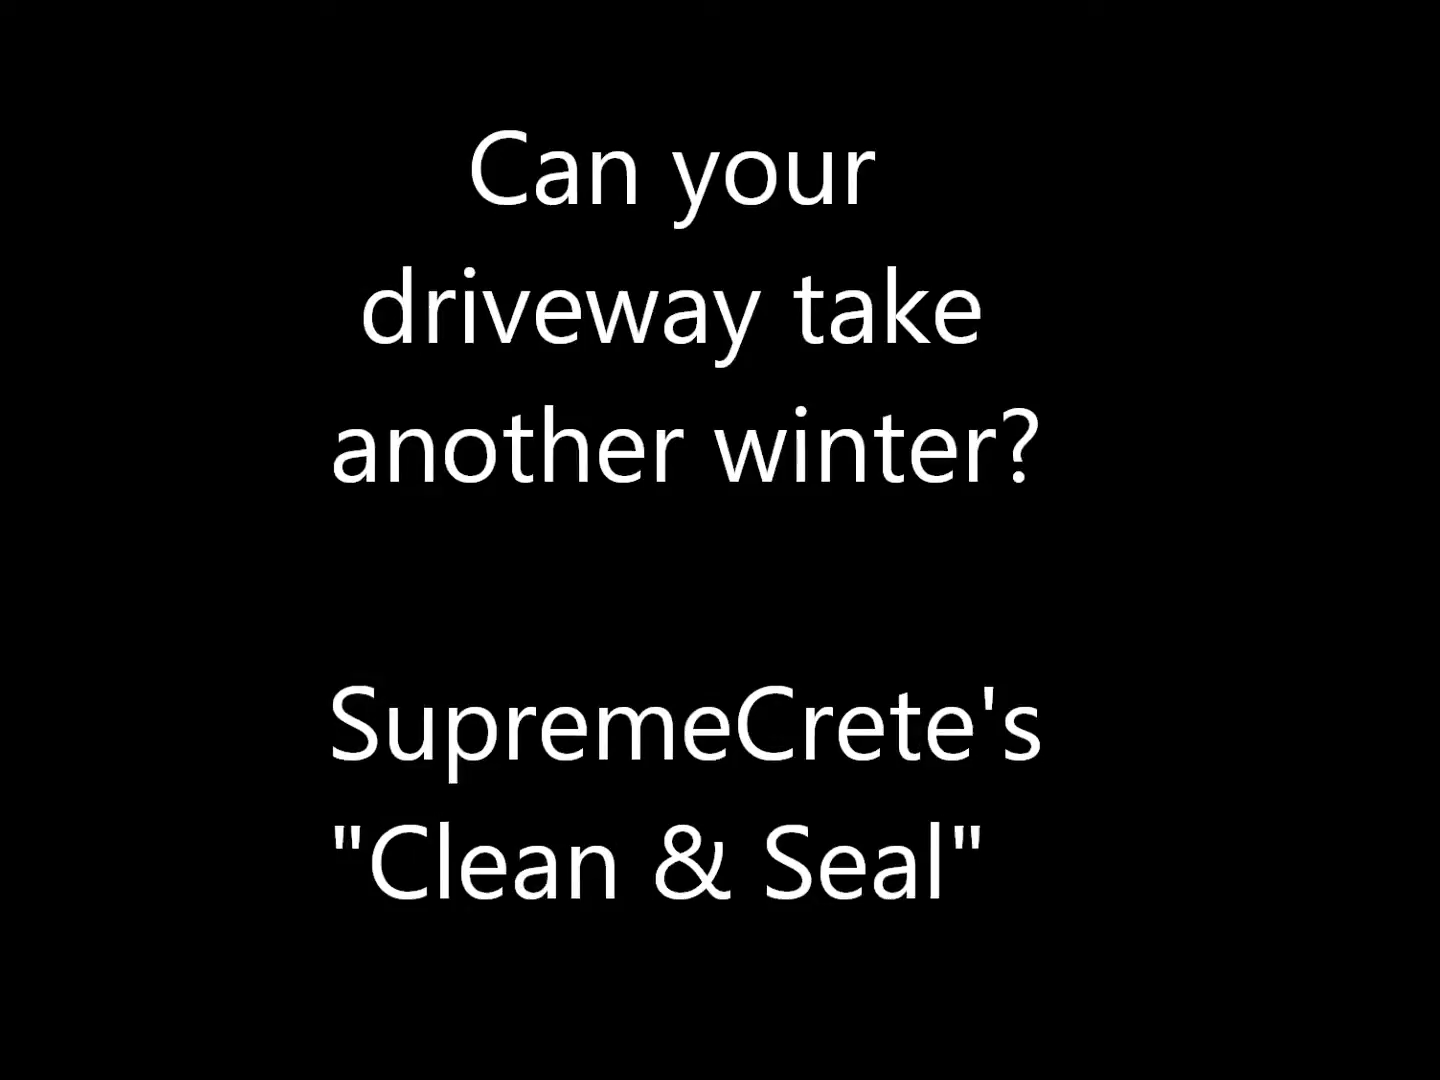 Can your
driveway take
another winter?
SupremeCrete's
"Clean & Seal"